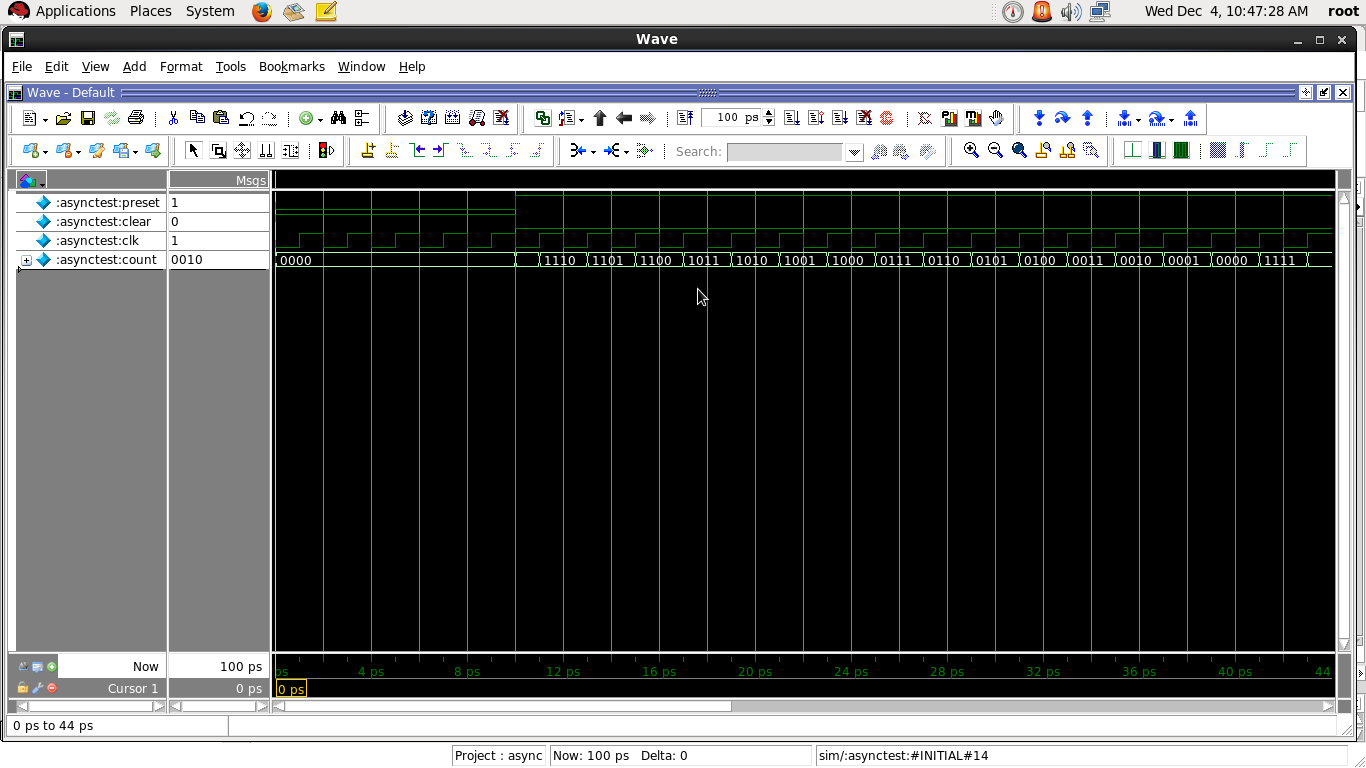 Applications Places System Wed Dec 4, 10:47:28 AM root
Wave
File Edit View Add Format Tools Bookmarks Window Help
Wave - Default
100 ps
Search:
Msgs
:asynctest:preset 1
:asynctest:clear 0
:asynctest:clk 1
:asynctest:count 0010 0000 1110 1101 1100 1011 1010 1001 1000 0111 0110 0101 0100 0011 0010 0001 0000 1111
Now 100 ps ps 4 ps 8 ps 12 ps 16 ps 20 ps 24 ps 28 ps 32 ps 36 ps 40 ps 44
Cursor 1 0 ps 0 ps
0 ps to 44 ps
Project : async Now: 100 ps Delta: 0 sim/:asynctest:#INITIAL#14